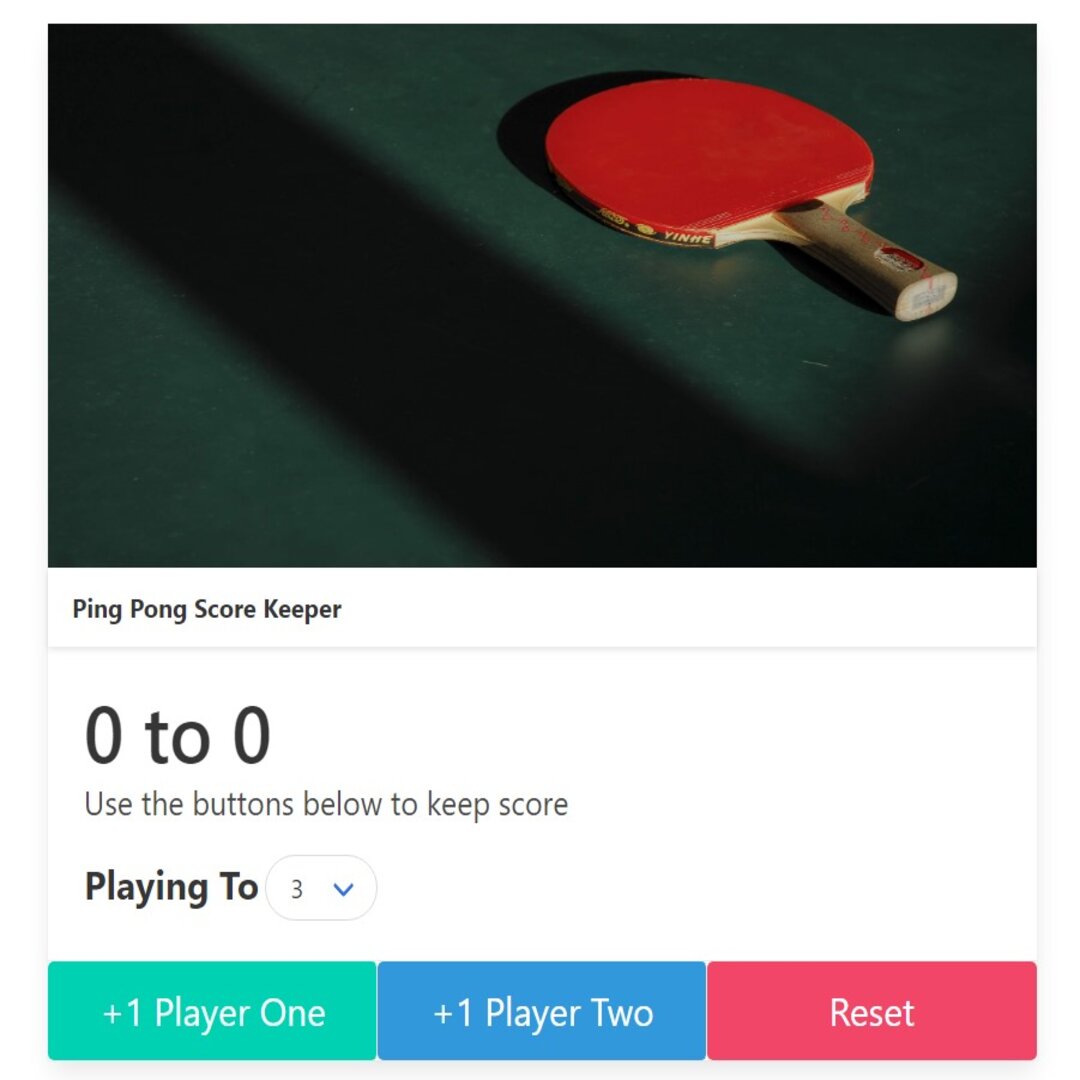 YINHE
Ping Pong Score Keeper
0 to 0
Use the buttons below to keep score
Playing To 3
+1 Player One
+1 Player Two
Reset